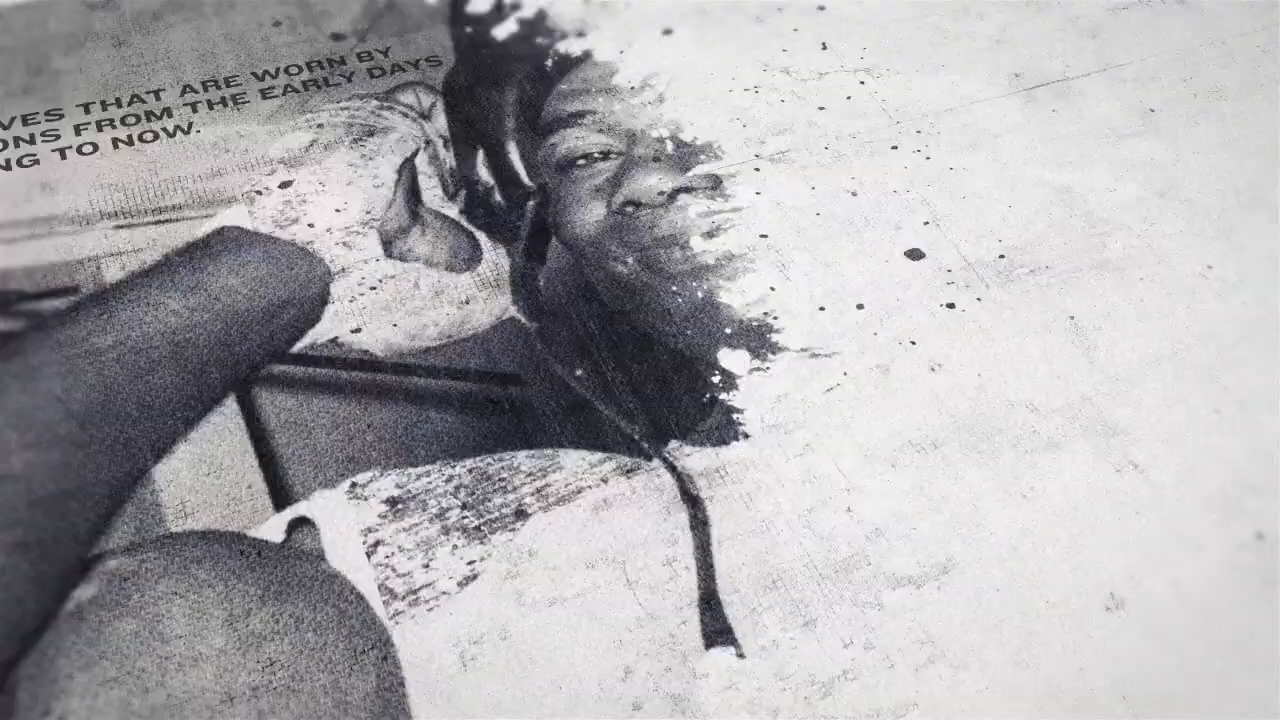 VES THAT ARE WORN BY
ONS FROM THE EARLY DAYS
NG TO NOW.